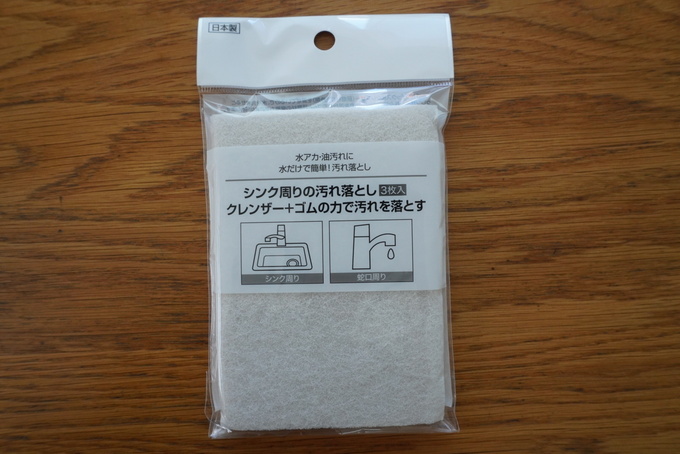 日本製
水アカ・油汚れに
水だけで簡単!汚れ落とし
シンク周りの汚れ落とし 3枚入
クレンザー+ゴムの力で汚れを落とす
シンク周り
蛇口周り